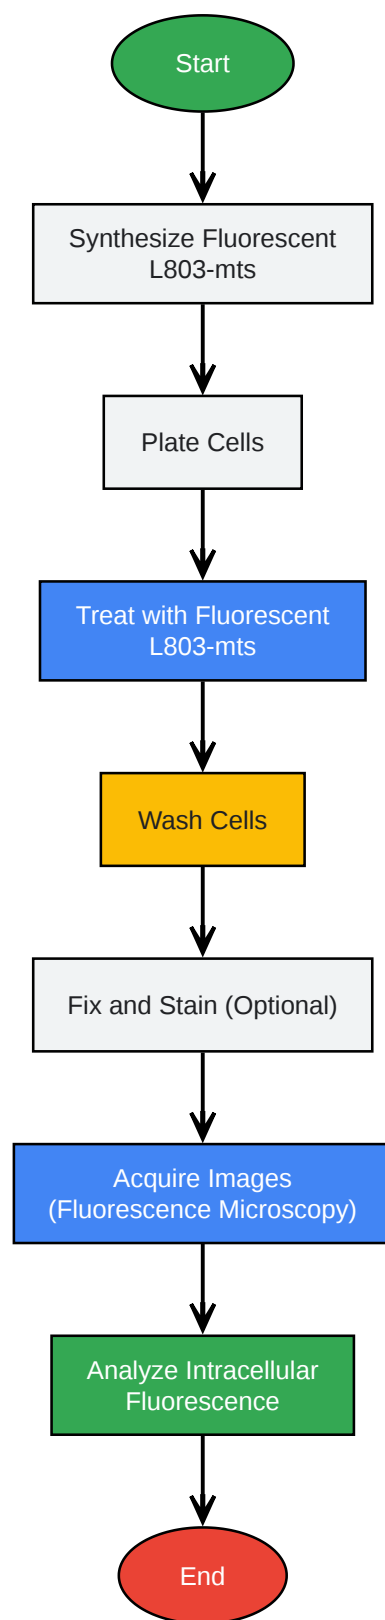 Start
Synthesize Fluorescent
L803-mts
Plate Cells
Treat with Fluorescent
L803-mts
Wash Cells
Fix and Stain (Optional)
Acquire Images
(Fluorescence Microscopy)
Analyze Intracellular
Fluorescence
End